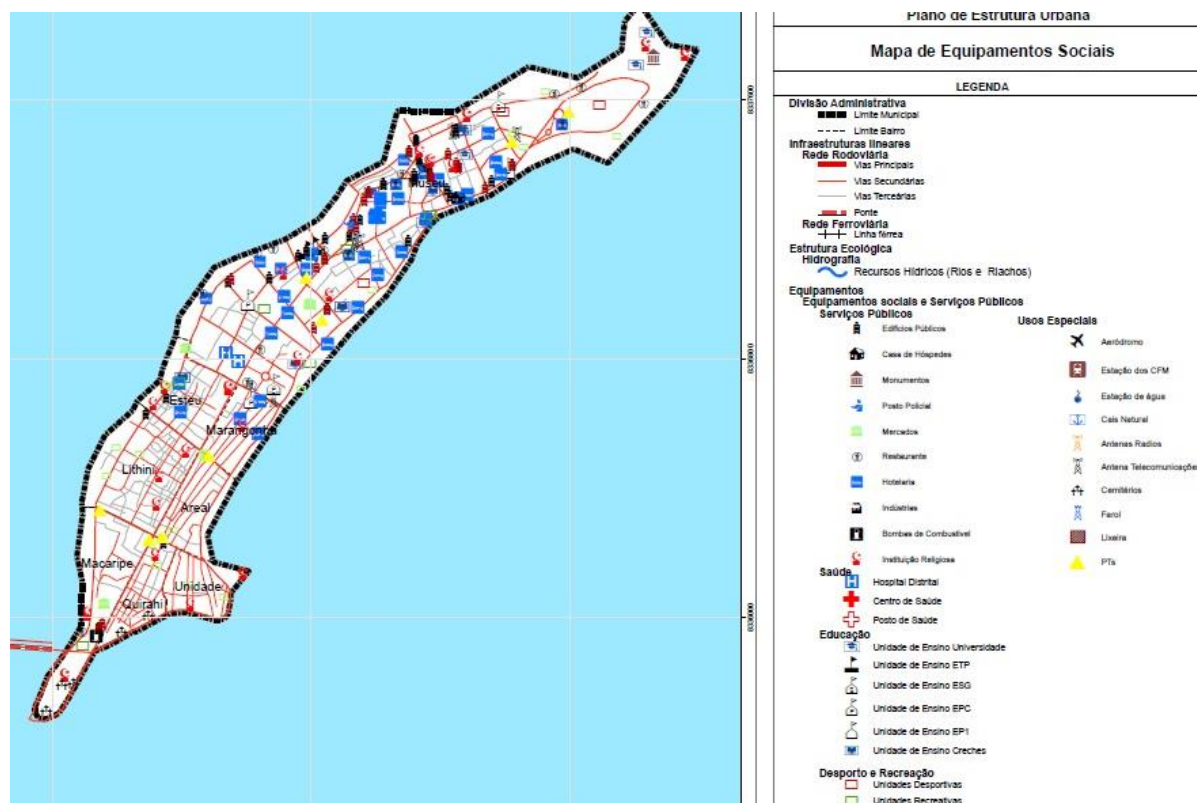 Plano de Estrutura Urbana
Mapa de Equipamentos Sociais
LEGENDA
Divisão Administrativa
Limite Municipal
Limite Bairro
Infraestruturas lineares
Rede Rodoviária
Vias Principais
Vias Secundárias
Vias Terceárias
Ponte
Rede Ferroviária
Linha férrea
Estrutura Ecológica
Hidrografia
Recursos Hídricos (Rios e Riachos)
Equipamentos
Equipamentos sociais e Serviços Públicos
Serviços Públicos
Edifícios Públicos
Casa de Hóspedes
Monumentos
Posto Policial
Mercados
Restaurante
Hotelaria
Indústrias
Bombas de Combustível
Instituição Religiosa
Usos Especiais
Aeródromo
Estação dos CFM
Estação de água
Cais Natural
Antenas Radios
Antena Telecomunicaçõe
Cemitérios
Farol
Lixeira
PTs
Saúde
Hospital Distrital
Centro de Saúde
Posto de Saúde
Educação
Unidade de Ensino Universidade
Unidade de Ensino ETP
Unidade de Ensino ESG
Unidade de Ensino EPC
Unidade de Ensino EP1
Unidade de Ensino Creches
Desporto e Recreação
Unidades Desportivas
Unidades Recreativas
Museu
Esteu
Marangonha
Lithini
Areal
Macaripe
Unidade
Quirahi